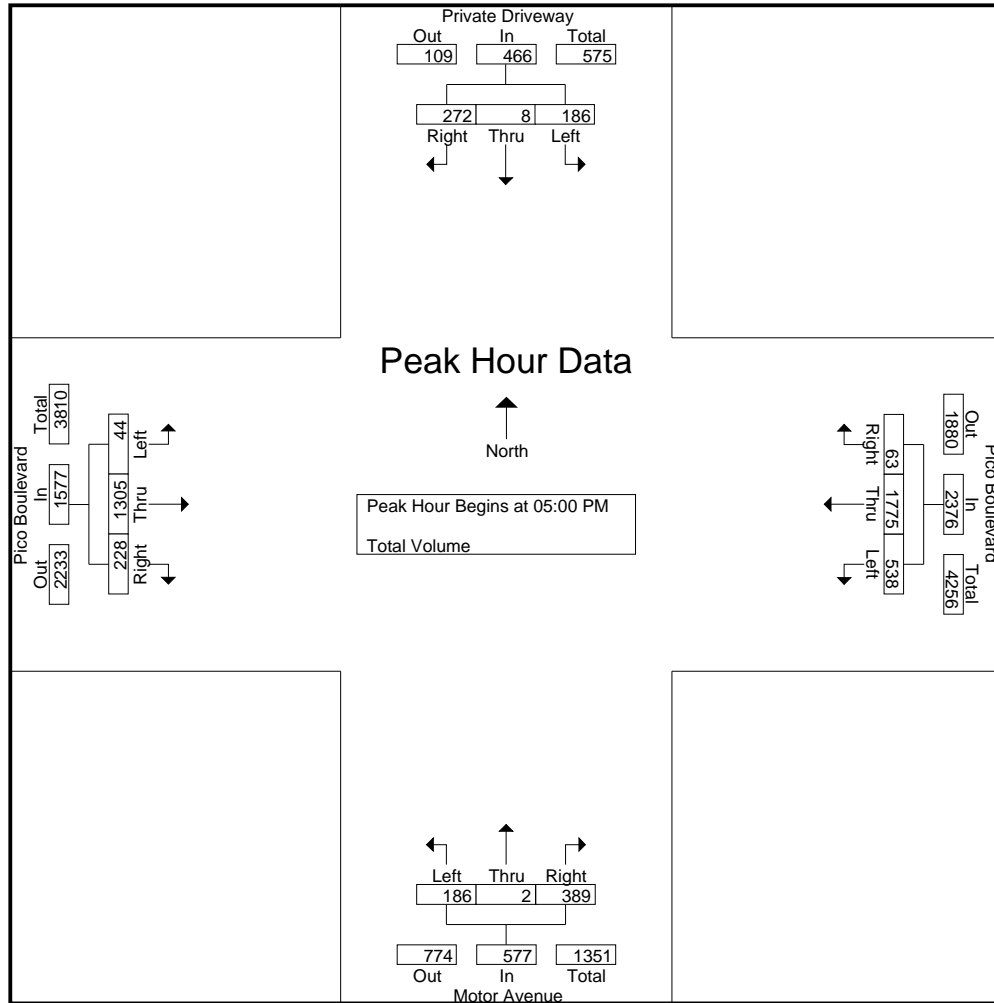 Private Driveway
Out In Total
109 466 575
272 8 186
Right Thru Left
Peak Hour Data
North
Peak Hour Begins at 05:00 PM
Total Volume
Pico Boulevard
Total In Out
3810 1577 2233
44 1305 228
Left Thru Right
Right Thru Left
63 1775 538
1880 2376 4256
Out In Total
Pico Boulevard
Left Thru Right
186 2 389
774 577 1351
Out In Total
Motor Avenue